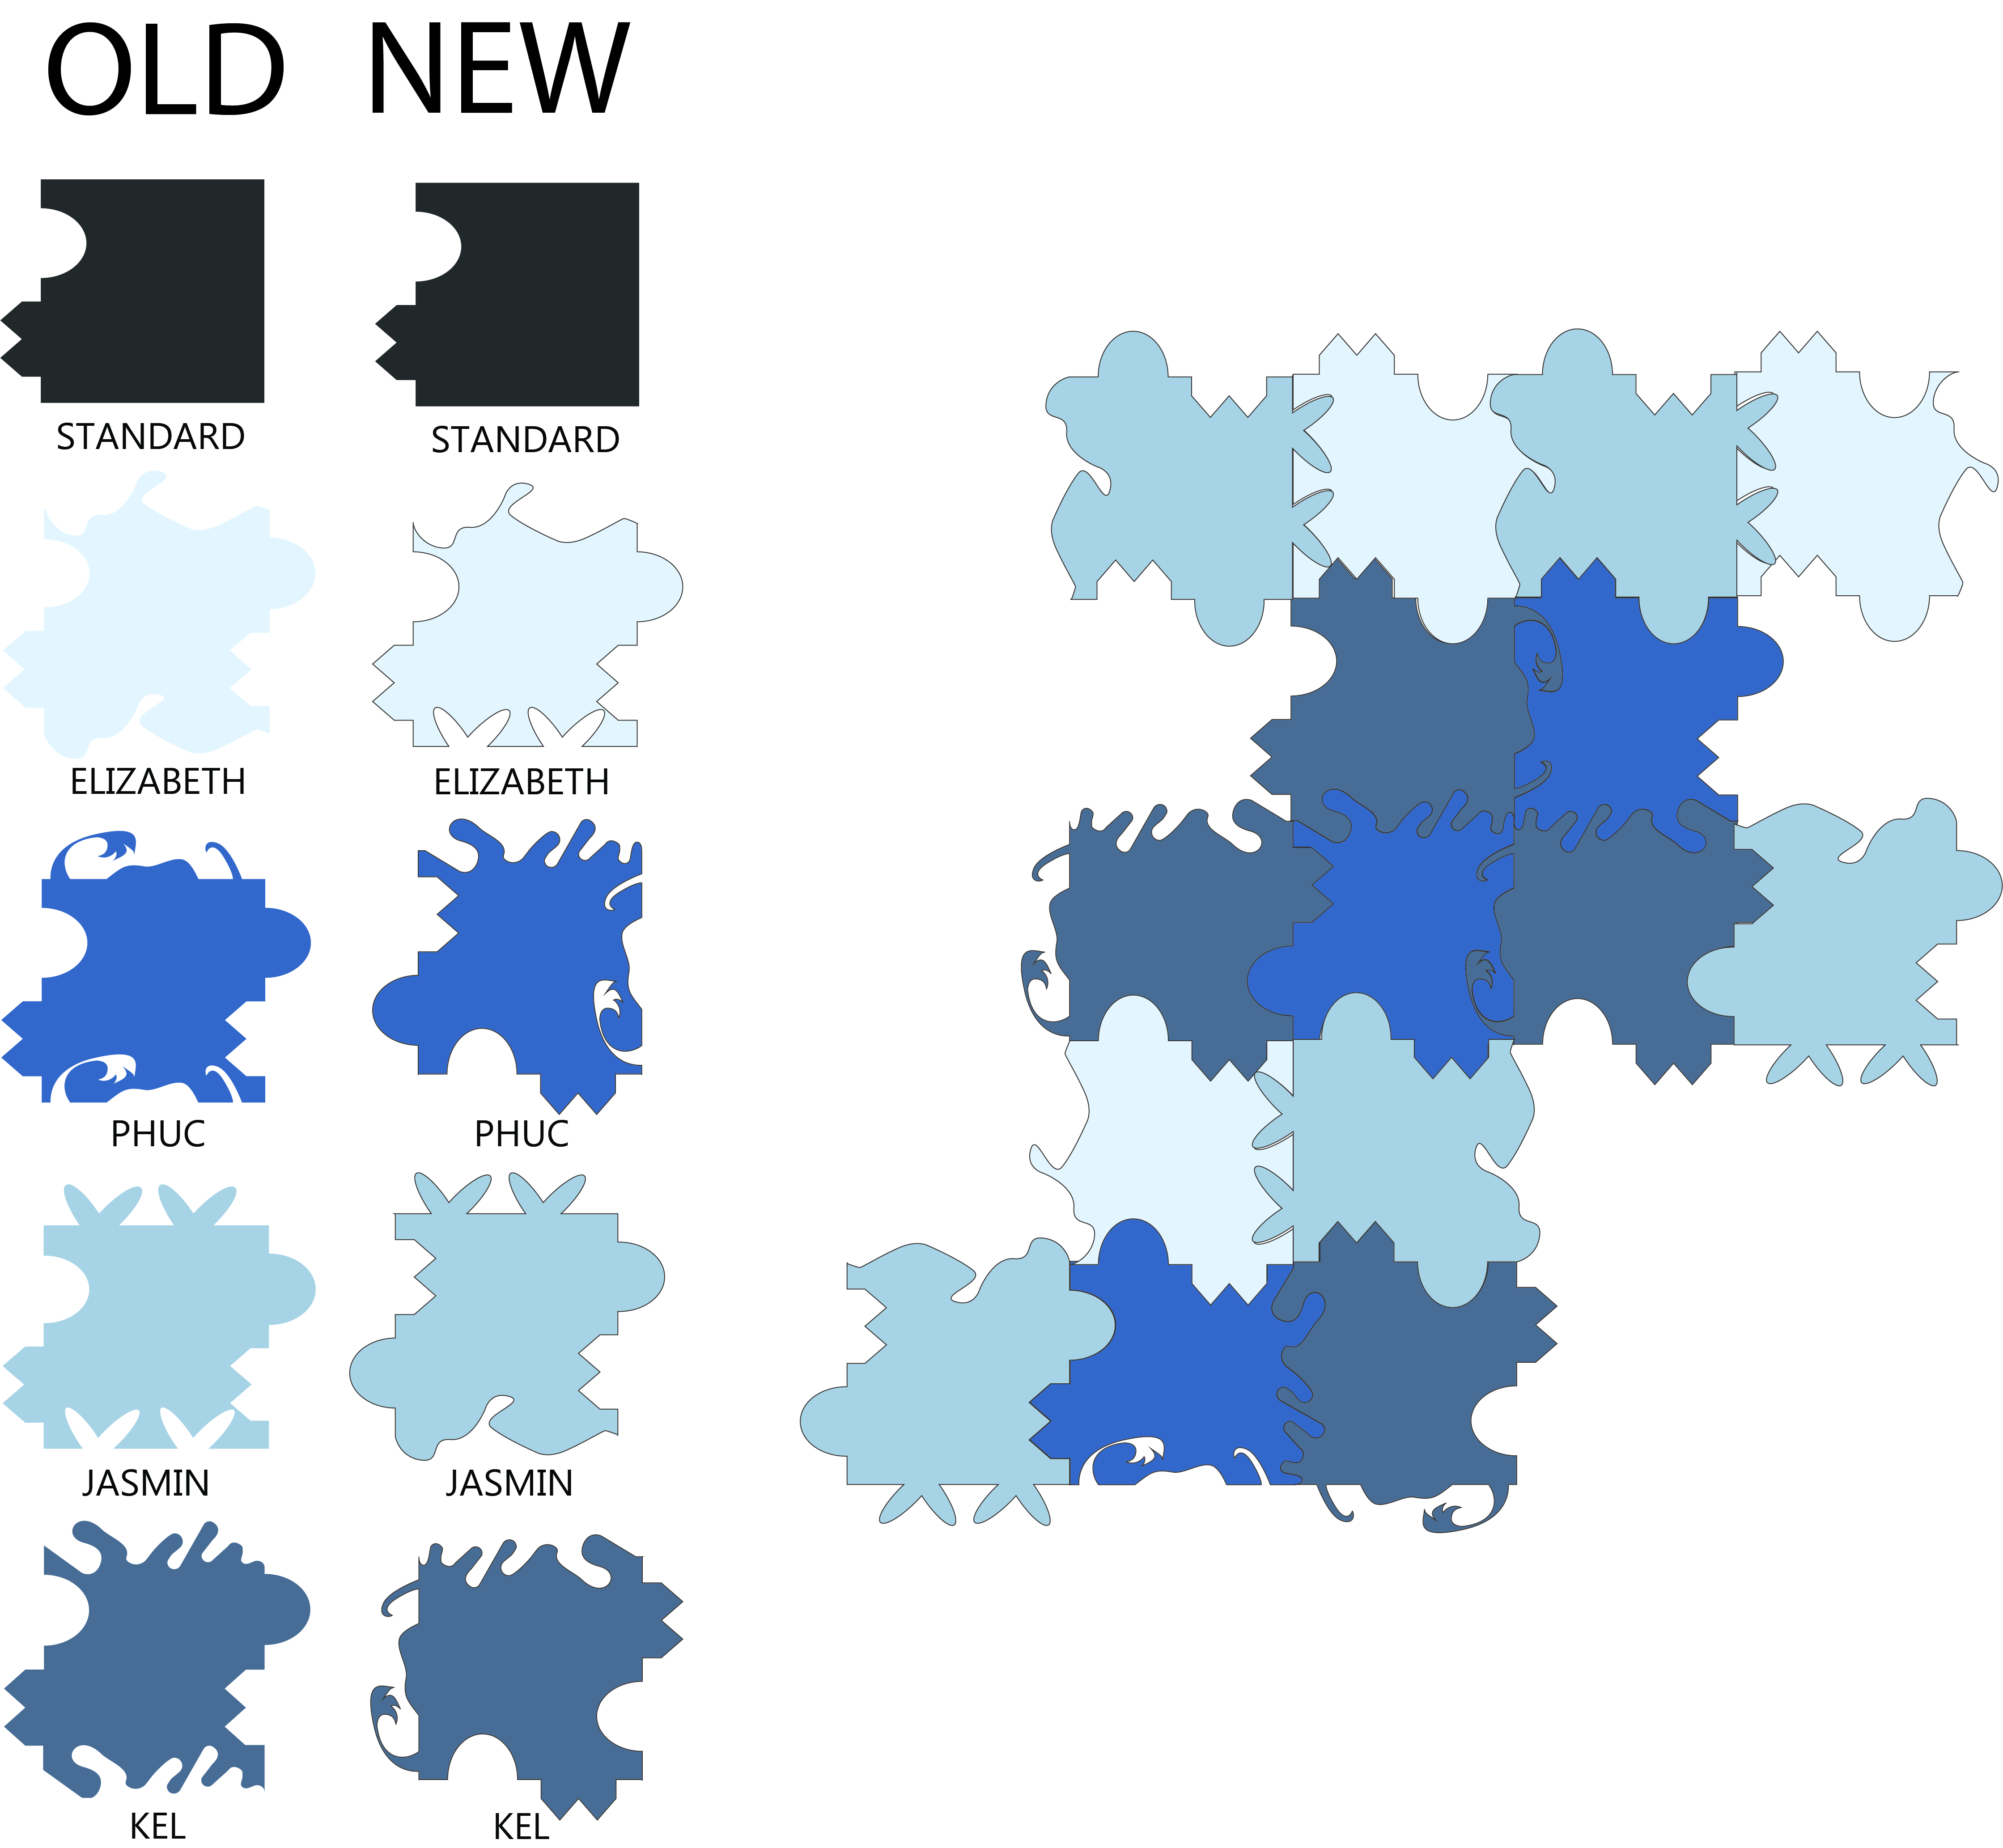 OLD NEW
STANDARD STANDARD
ELIZABETH ELIZABETH
PHUC PHUC
JASMIN JASMIN
KEL KEL